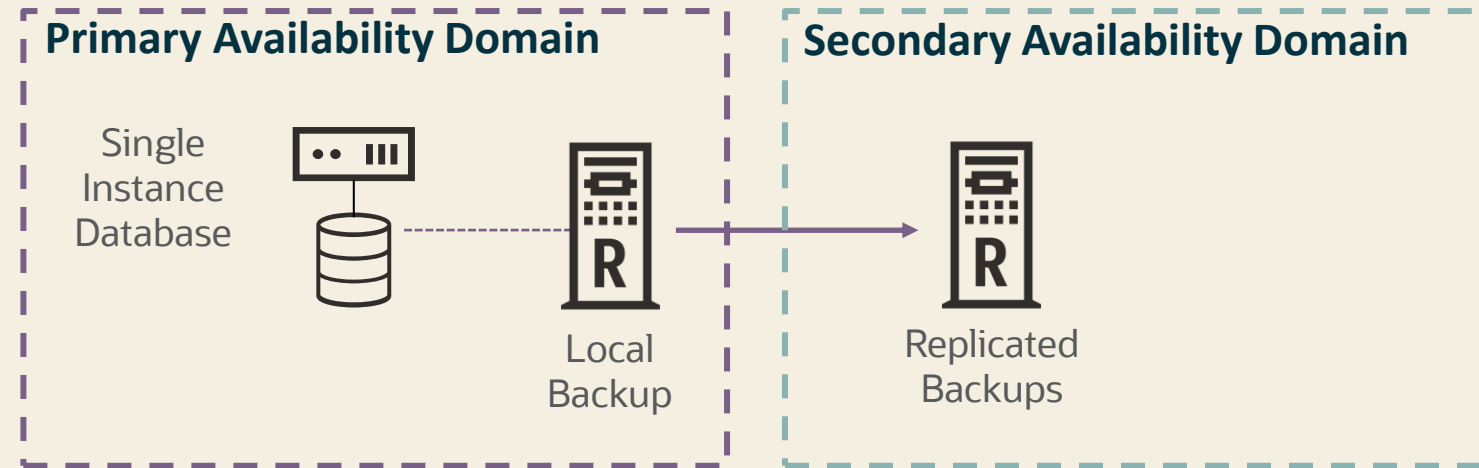 Primary Availability Domain
Single
Instance
Database
R
Local
Backup
Secondary Availability Domain
R
Replicated
Backups